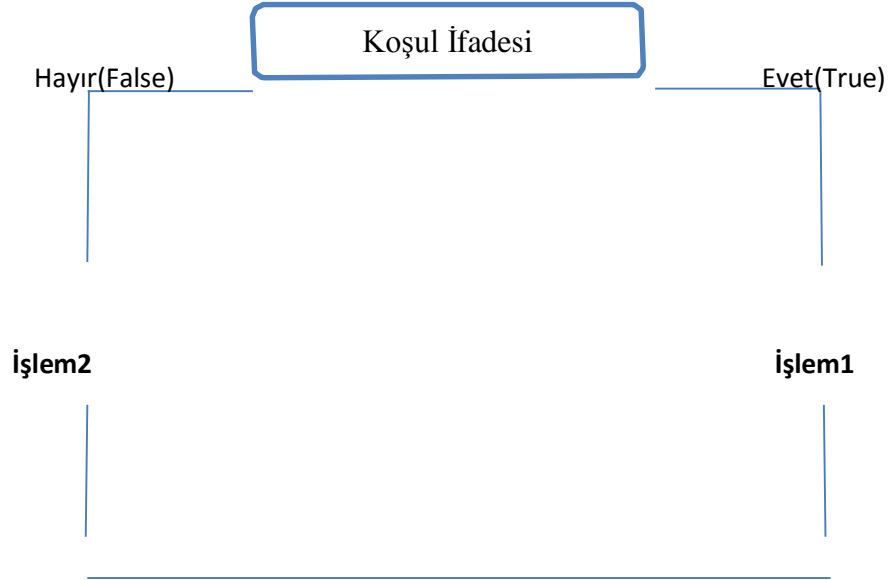 Koşul İfadesi
Hayır(False)
Evet(True)
İşlem2
İşlem1